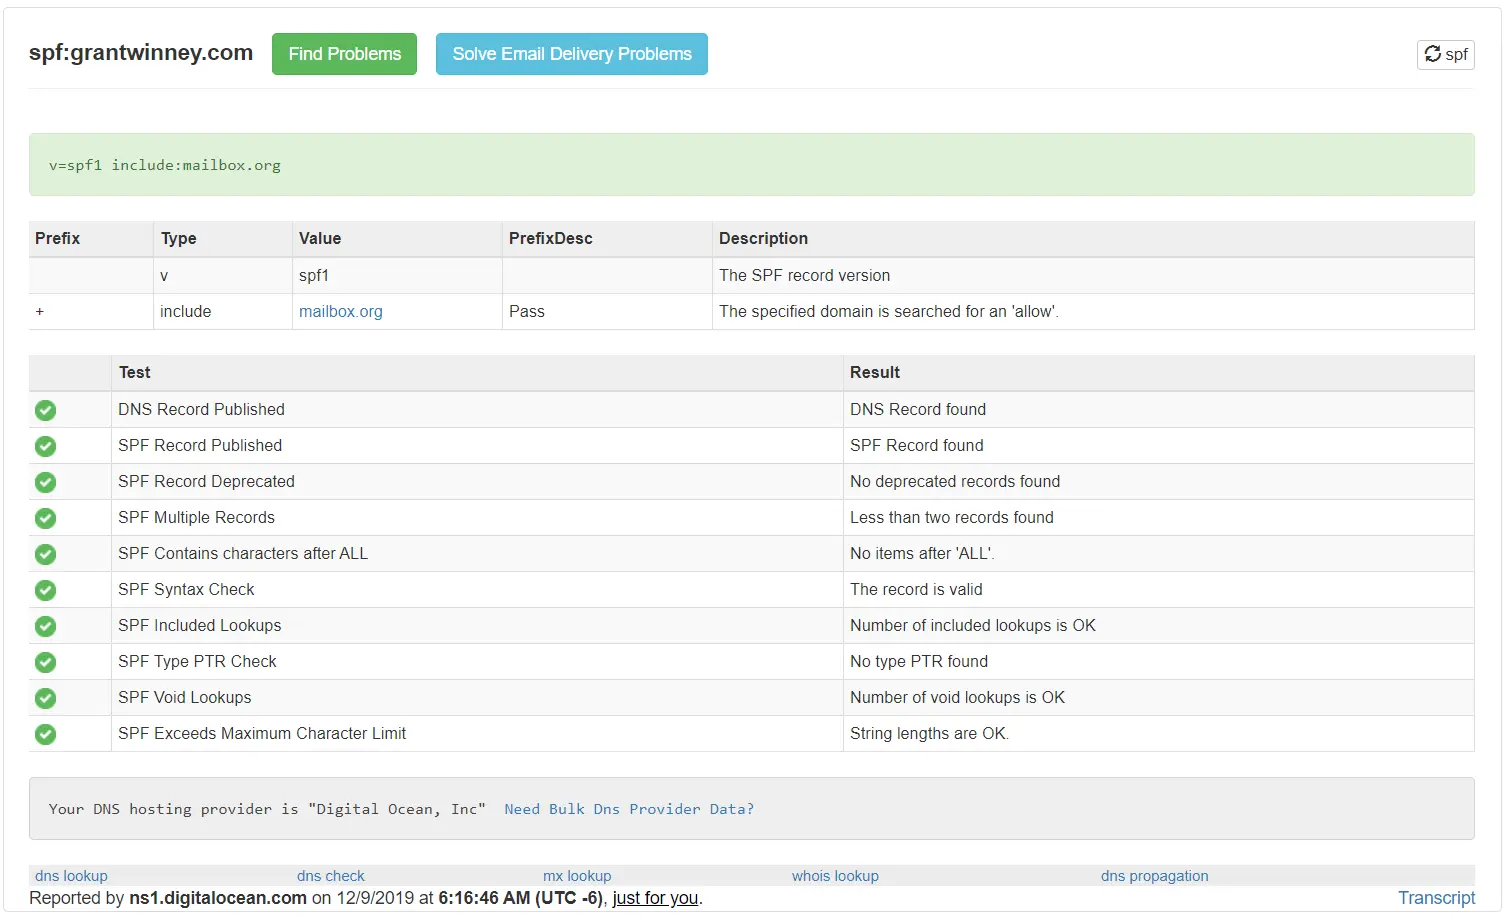 spf:grantwinney.com Find Problems Solve Email Delivery Problems spf
v=spf1 include:mailbox.org
Prefix Type Value PrefixDesc Description
v spf1 The SPF record version
+ include mailbox.org Pass The specified domain is searched for an 'allow'.
Test Result
DNS Record Published DNS Record found
SPF Record Published SPF Record found
SPF Record Deprecated No deprecated records found
SPF Multiple Records Less than two records found
SPF Contains characters after ALL No items after 'ALL'.
SPF Syntax Check The record is valid
SPF Included Lookups Number of included lookups is OK
SPF Type PTR Check No type PTR found
SPF Void Lookups Number of void lookups is OK
SPF Exceeds Maximum Character Limit String lengths are OK.
Your DNS hosting provider is "Digital Ocean, Inc" Need Bulk Dns Provider Data?
dns lookup dns check mx lookup whois lookup dns propagation
Reported by ns1.digitalocean.com on 12/9/2019 at 6:16:46 AM (UTC -6), just for you. Transcript